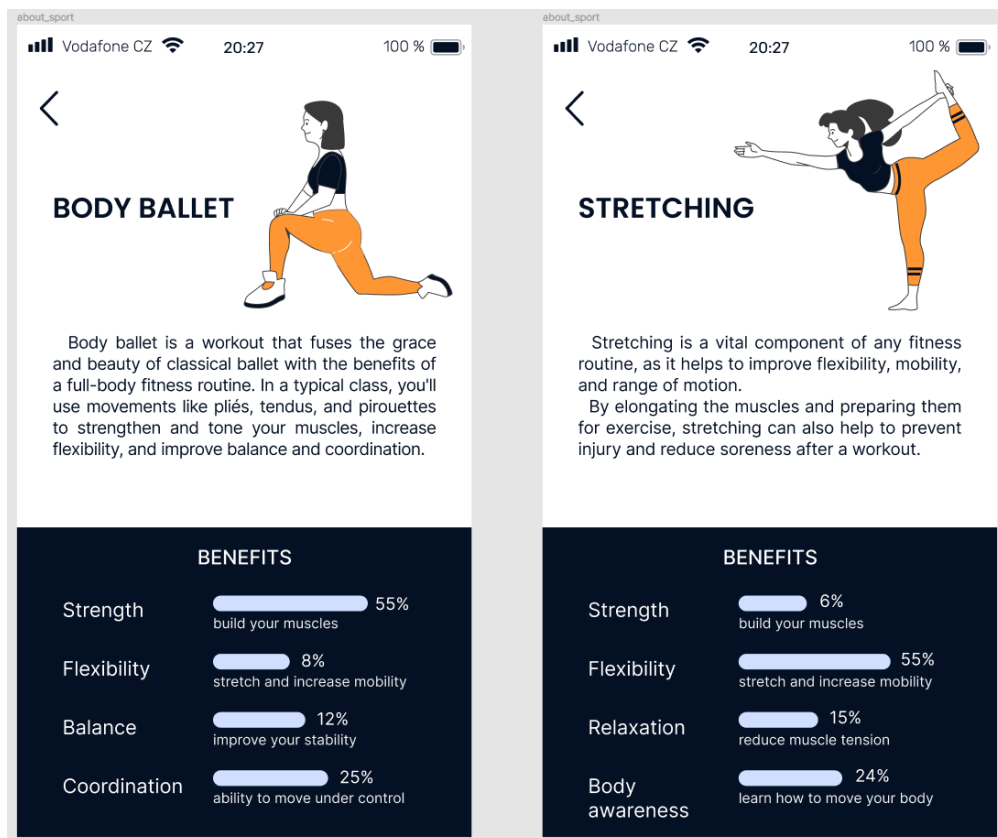 about_sport
Vodafone CZ 20:27 100 %
BODY BALLET
Body ballet is a workout that fuses the grace
and beauty of classical ballet with the benefits of
a full-body fitness routine. In a typical class, you'll
use movements like pliés, tendus, and pirouettes
to strengthen and tone your muscles, increase
flexibility, and improve balance and coordination.
BENEFITS
Strength 55%
build your muscles
Flexibility 8%
stretch and increase mobility
Balance 12%
improve your stability
Coordination 25%
ability to move under control
about_sport
Vodafone CZ 20:27 100 %
STRETCHING
Stretching is a vital component of any fitness
routine, as it helps to improve flexibility, mobility,
and range of motion.
By elongating the muscles and preparing them
for exercise, stretching can also help to prevent
injury and reduce soreness after a workout.
BENEFITS
Strength 6%
build your muscles
Flexibility 55%
stretch and increase mobility
Relaxation 15%
reduce muscle tension
Body
awareness
24%
learn how to move your body